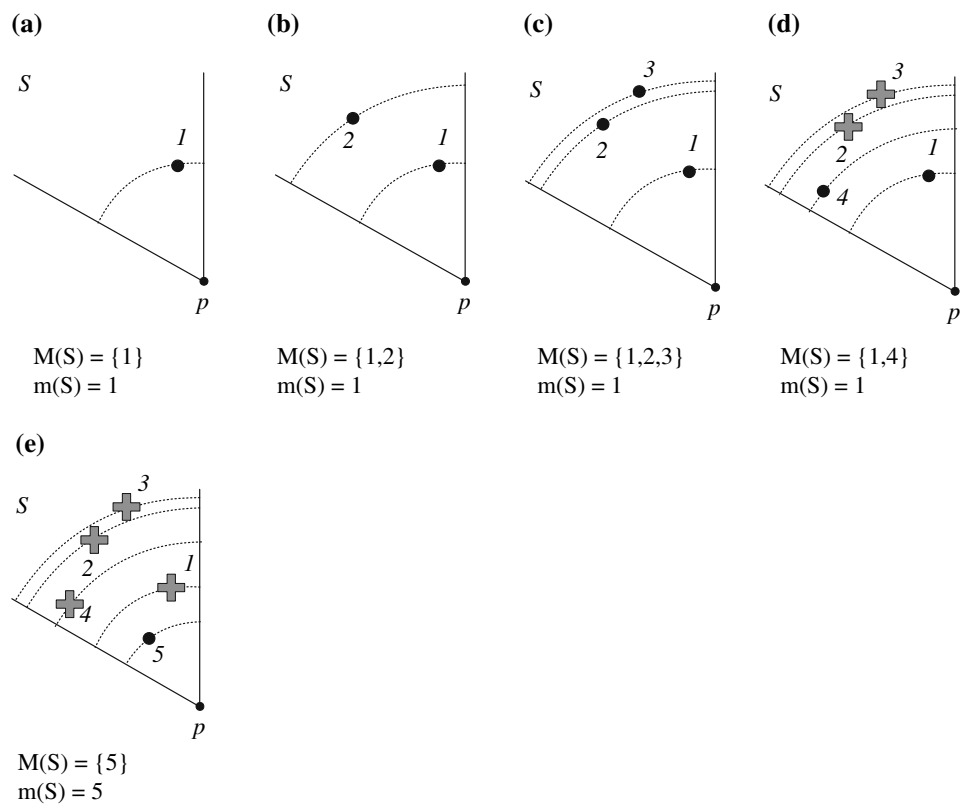 (a)
S
1
p
M(S) = {1}
m(S) = 1
(b)
2
1
p
M(S) = {1,2}
m(S) = 1
(c)
S
3
2
1
p
M(S) = {1,2,3}
m(S) = 1
(d)
S
3
2
1
4
p
M(S) = {1,4}
m(S) = 1
(e)
S
3
2
1
4
5
p
M(S) = {5}
m(S) = 5